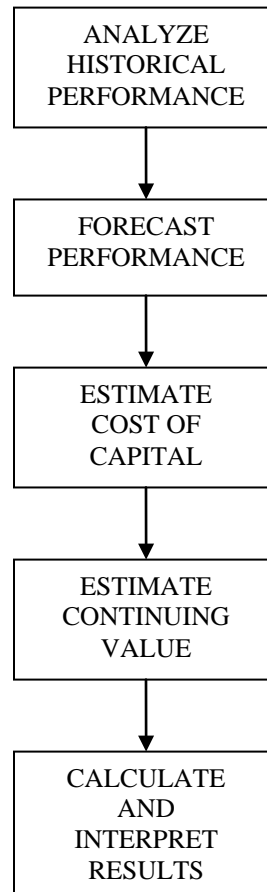 ANALYZE
HISTORICAL
PERFORMANCE
FORECAST
PERFORMANCE
ESTIMATE
COST OF
CAPITAL
ESTIMATE
CONTINUING
VALUE
CALCULATE
AND
INTERPRET
RESULTS